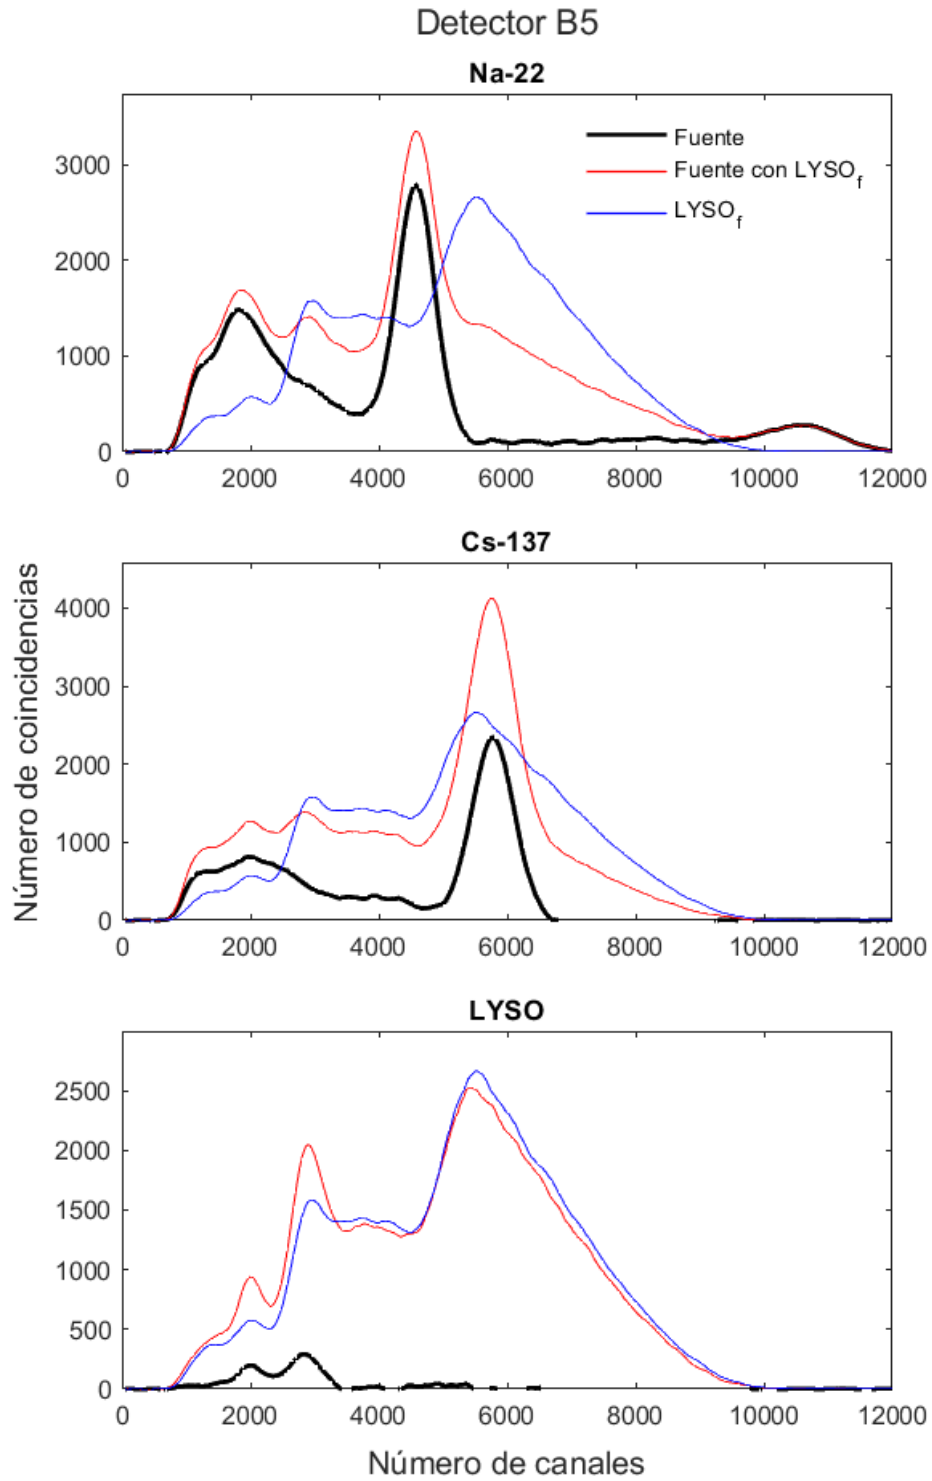 Detector B5
Na-22
3000
2000
1000
0
Fuente
Fuente con LYSOf
LYSOf
0 2000 4000 6000 8000 10000 12000
Cs-137
4000
3000
2000
1000
0
0 2000 4000 6000 8000 10000 12000
Número de coincidencias
LYSO
2500
2000
1500
1000
500
0
0 2000 4000 6000 8000 10000 12000
Número de canales